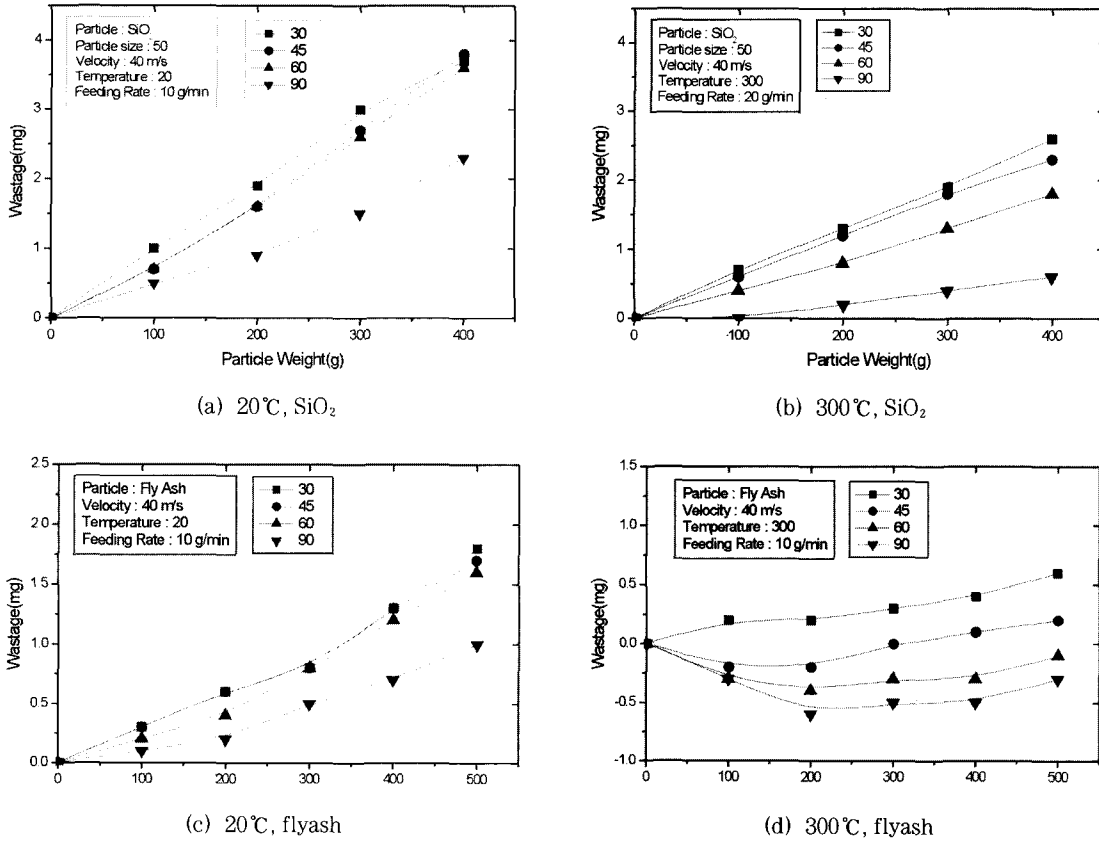 Particle : SiO
Particle size : 50
Velocity : 40 m/s
Temperature : 20
Feeding Rate : 10 g/min
30
45
60
90
4
3
2
1
0
Wastage(mg)
0
100
200
300
400
Particle Weight(g)
(a) 20℃, SiO₂
Particle : SiO₂
Particle size : 50
Velocity : 40 m/s
Temperature : 300
Feeding Rate : 20 g/min
30
45
60
90
4
3
2
1
0
Wastage(mg)
0
100
200
300
400
Particle Weight(g)
(b) 300℃, SiO₂
Particle : Fly Ash
Velocity : 40 m/s
Temperature : 20
Feeding Rate : 10 g/min
30
45
60
90
2.5
2.0
1.5
1.0
0.5
0.0
Wastage(mg)
0
100
200
300
400
500
(c) 20℃, flyash
Particle : Fly Ash
Velocity : 40 m/s
Temperature : 300
Feeding Rate : 10 g/min
30
45
60
90
1.5
1.0
0.5
0.0
-0.5
-1.0
Wastage(mg)
0
100
200
300
400
500
(d) 300℃, flyash